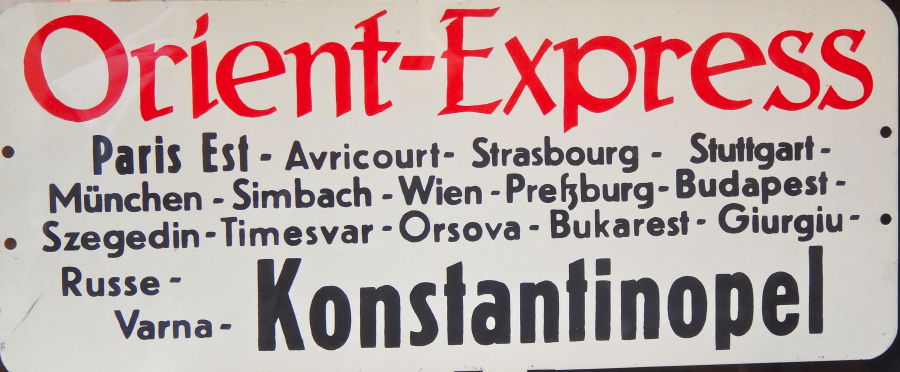 Orient-Express
Paris Est - Avricourt - Strasbourg - Stuttgart -
München - Simbach - Wien - Preßburg - Budapest -
Szegedin - Timesvar - Orsova - Bukarest - Giurgiu -
Russe -
Varna - Konstantinopel